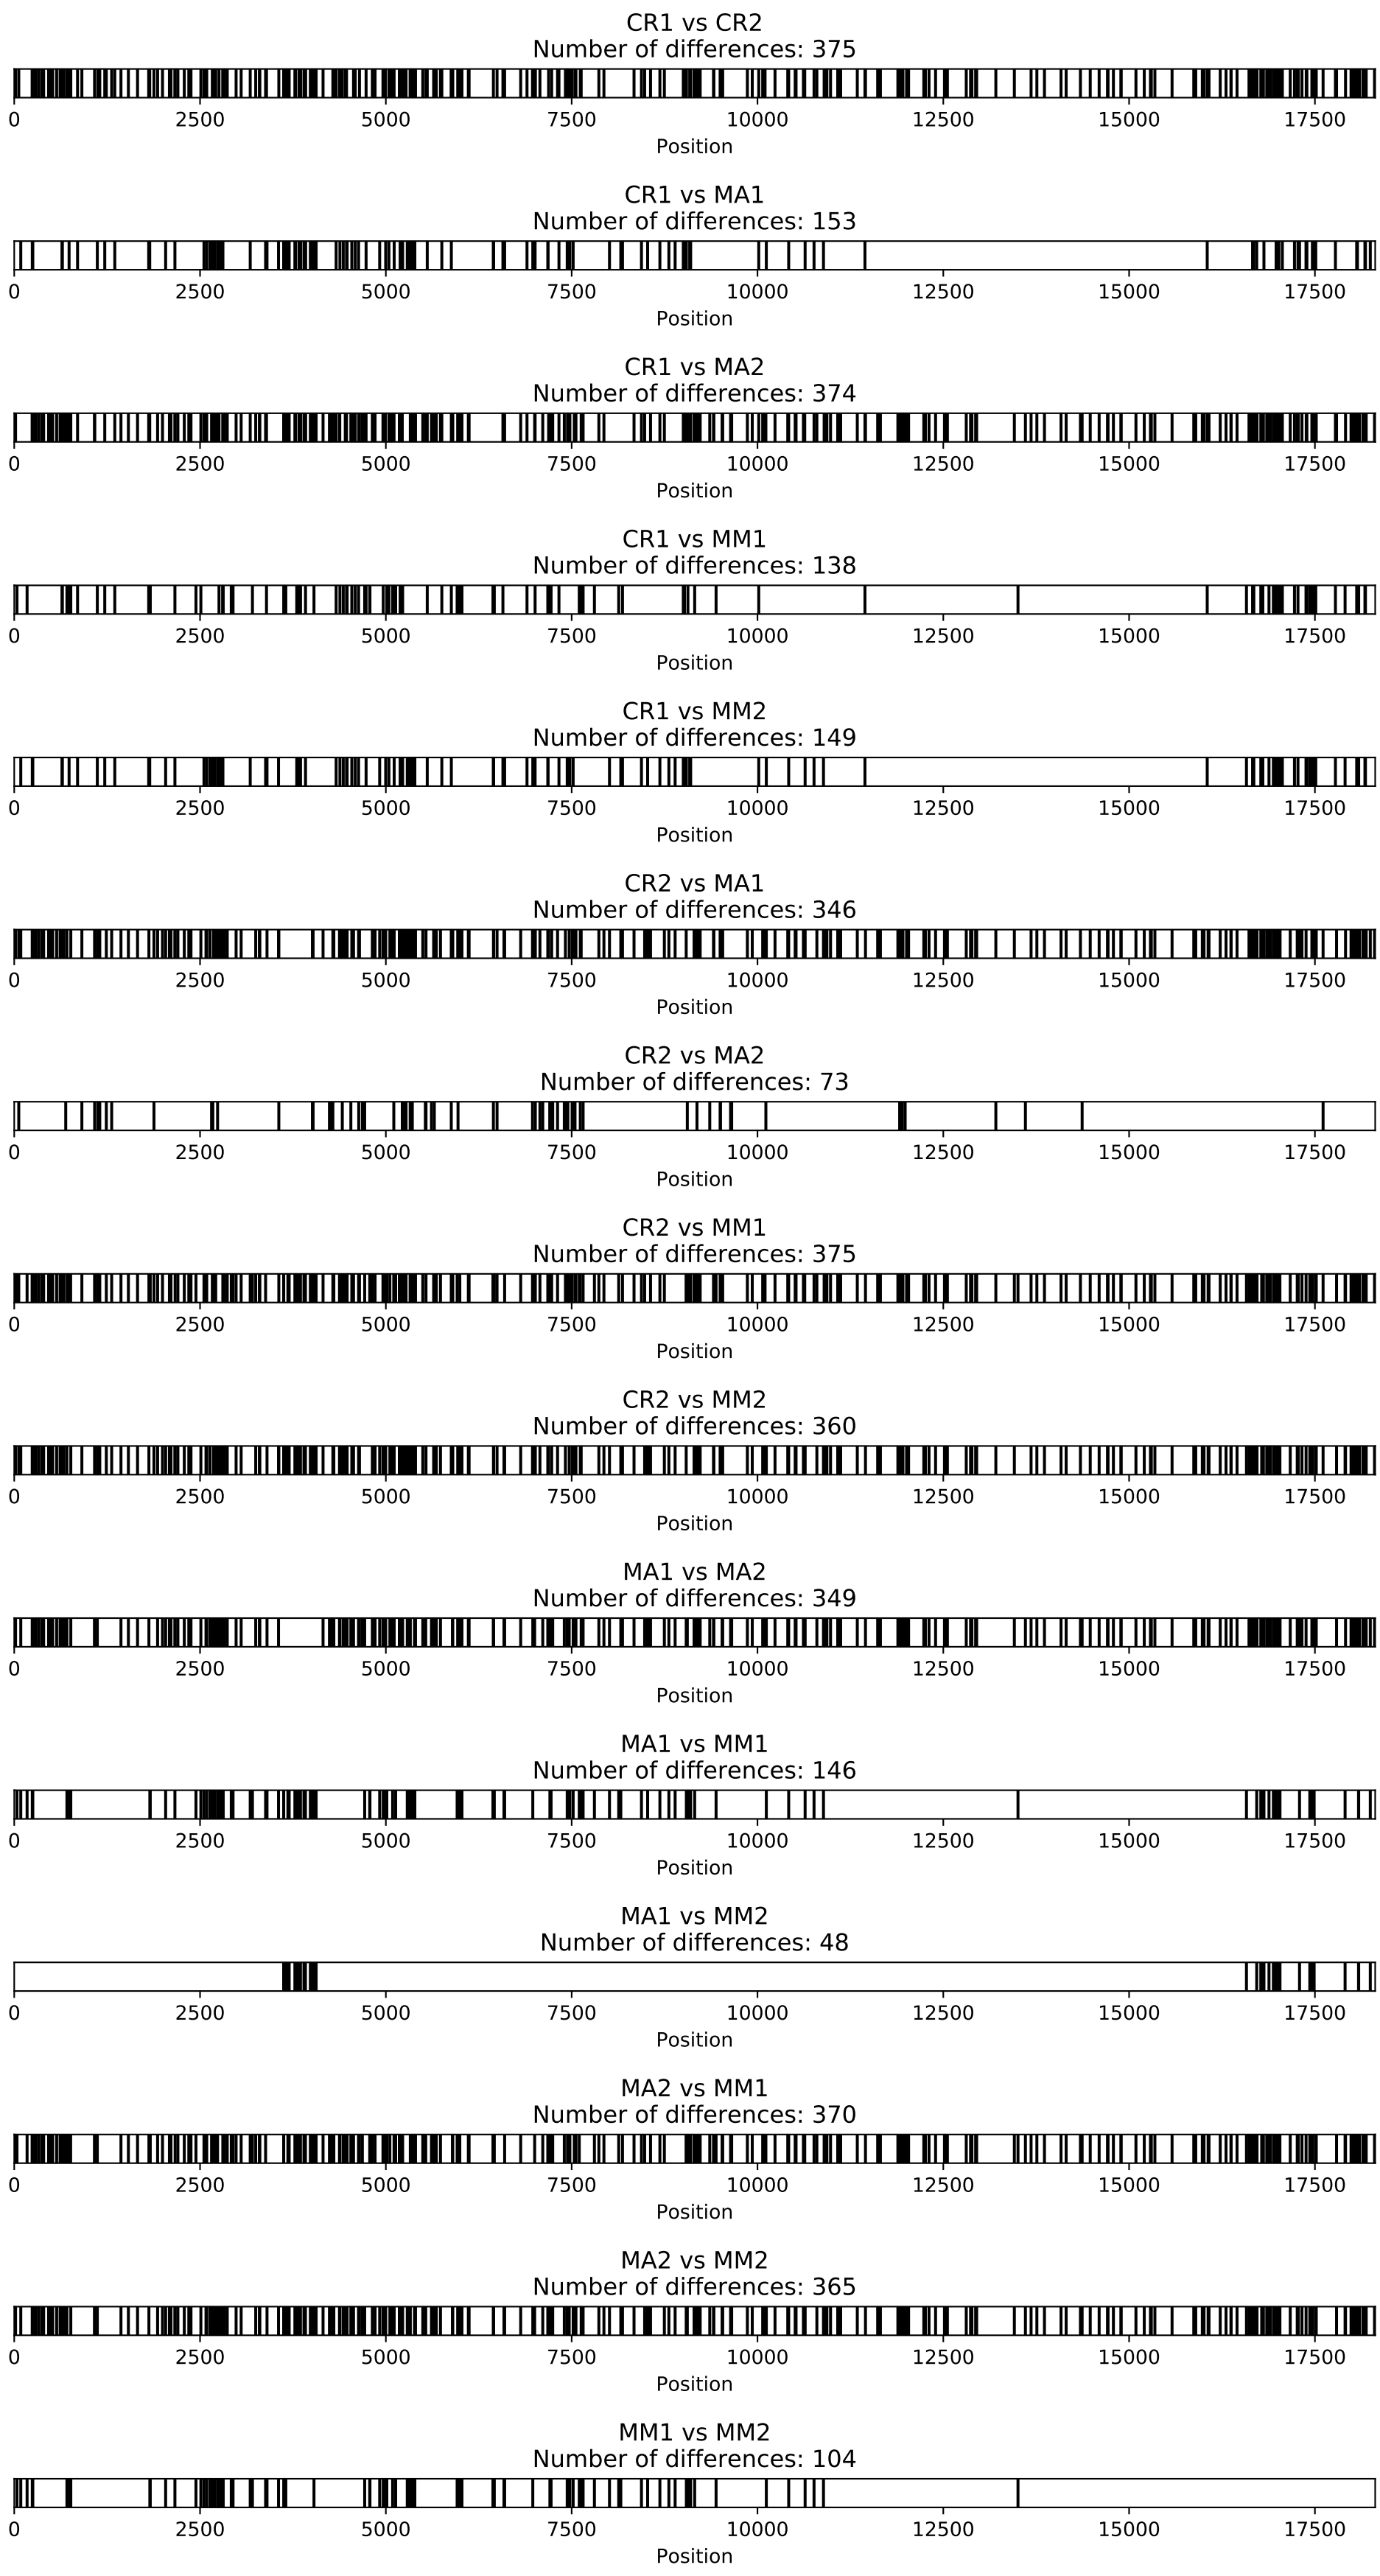 CR1 vs CR2
Number of differences: 375
0 2500 5000 7500 10000 12500 15000 17500
Position
CR1 vs MA1
Number of differences: 153
0 2500 5000 7500 10000 12500 15000 17500
Position
CR1 vs MA2
Number of differences: 374
0 2500 5000 7500 10000 12500 15000 17500
Position
CR1 vs MM1
Number of differences: 138
0 2500 5000 7500 10000 12500 15000 17500
Position
CR1 vs MM2
Number of differences: 149
0 2500 5000 7500 10000 12500 15000 17500
Position
CR2 vs MA1
Number of differences: 346
0 2500 5000 7500 10000 12500 15000 17500
Position
CR2 vs MA2
Number of differences: 73
0 2500 5000 7500 10000 12500 15000 17500
Position
CR2 vs MM1
Number of differences: 375
0 2500 5000 7500 10000 12500 15000 17500
Position
CR2 vs MM2
Number of differences: 360
0 2500 5000 7500 10000 12500 15000 17500
Position
MA1 vs MA2
Number of differences: 349
0 2500 5000 7500 10000 12500 15000 17500
Position
MA1 vs MM1
Number of differences: 146
0 2500 5000 7500 10000 12500 15000 17500
Position
MA1 vs MM2
Number of differences: 48
0 2500 5000 7500 10000 12500 15000 17500
Position
MA2 vs MM1
Number of differences: 370
0 2500 5000 7500 10000 12500 15000 17500
Position
MA2 vs MM2
Number of differences: 365
0 2500 5000 7500 10000 12500 15000 17500
Position
MM1 vs MM2
Number of differences: 104
0 2500 5000 7500 10000 12500 15000 17500
Position